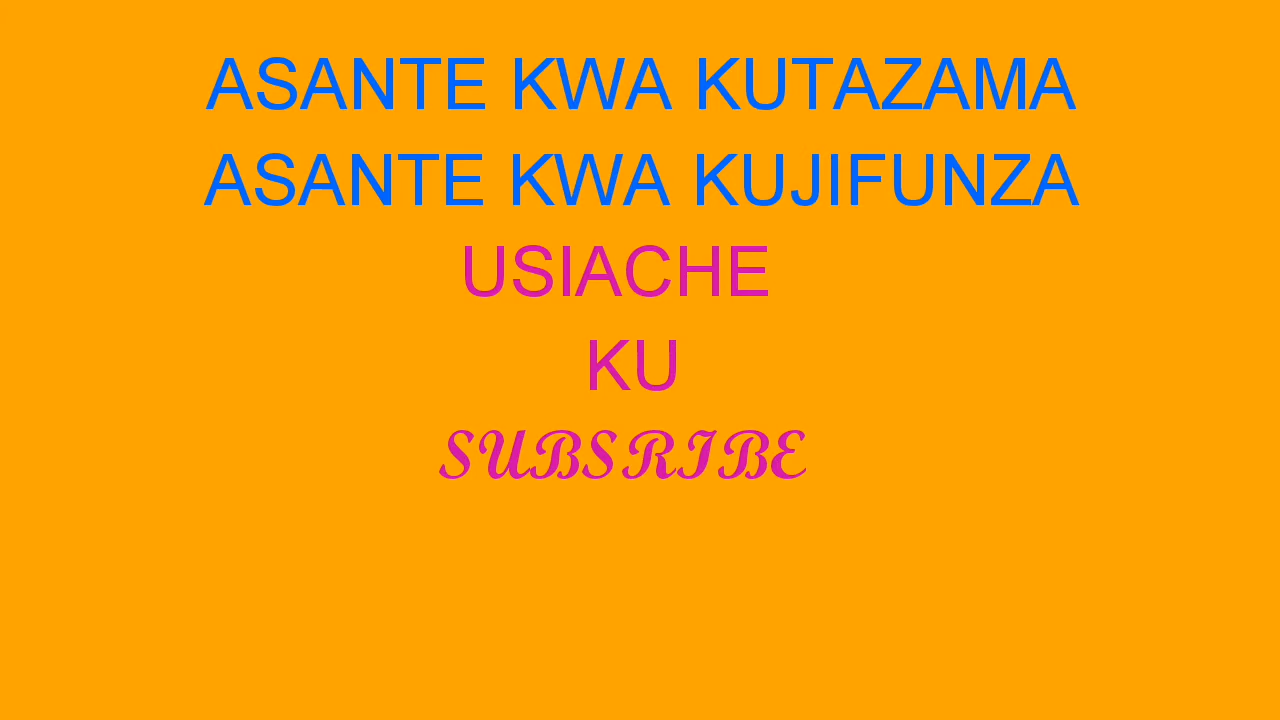 ASANTE KWA KUTAZAMA
ASANTE KWA KUJIFUNZA
USIACHE
KU
SUBSRIBE